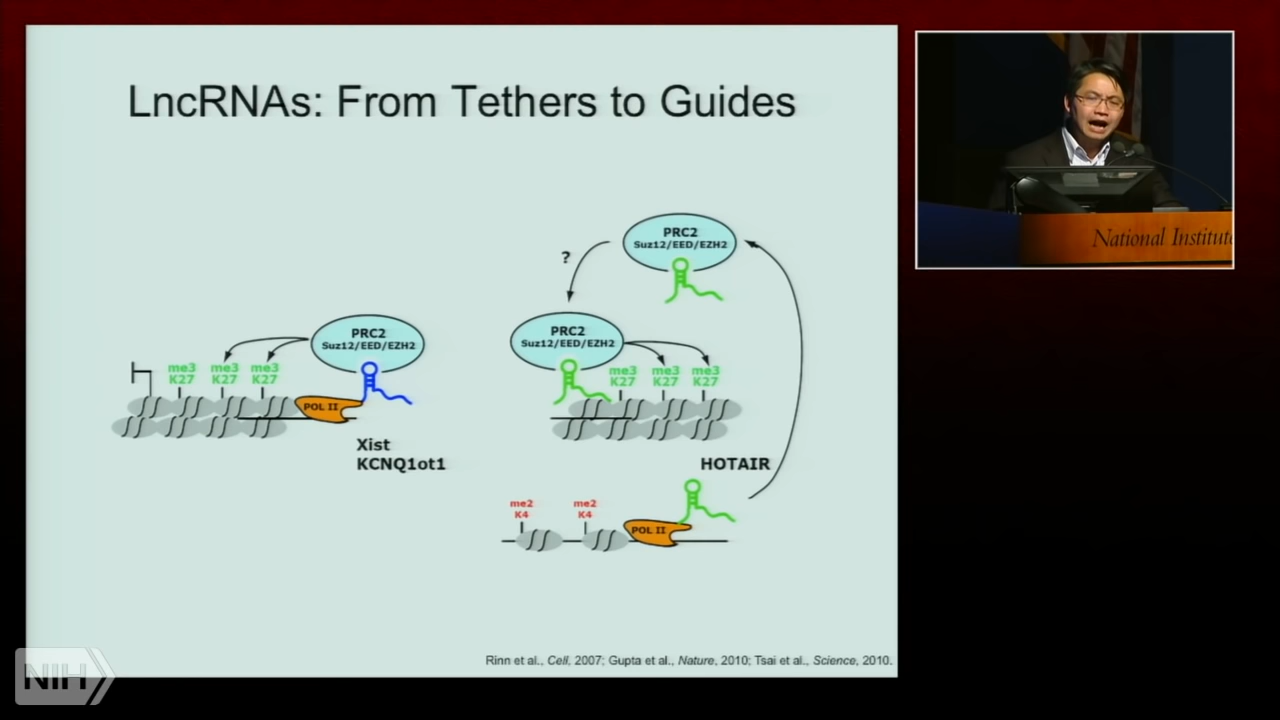 LncRNAs: From Tethers to Guides
PRC2
Suz12/EED/EZH2
?
PRC2
Suz12/EED/EZH2
me3
K27
me3
K27
me3
K27
POL II
Xist
KCNQ1ot1
PRC2
Suz12/EED/EZH2
me3
K27
me3
K27
me3
K27
HOTAIR
me2
K4
me2
K4
POL II
Rinn et al., Cell, 2007; Gupta et al., Nature, 2010; Tsai et al., Science, 2010.
National Institute
NIH